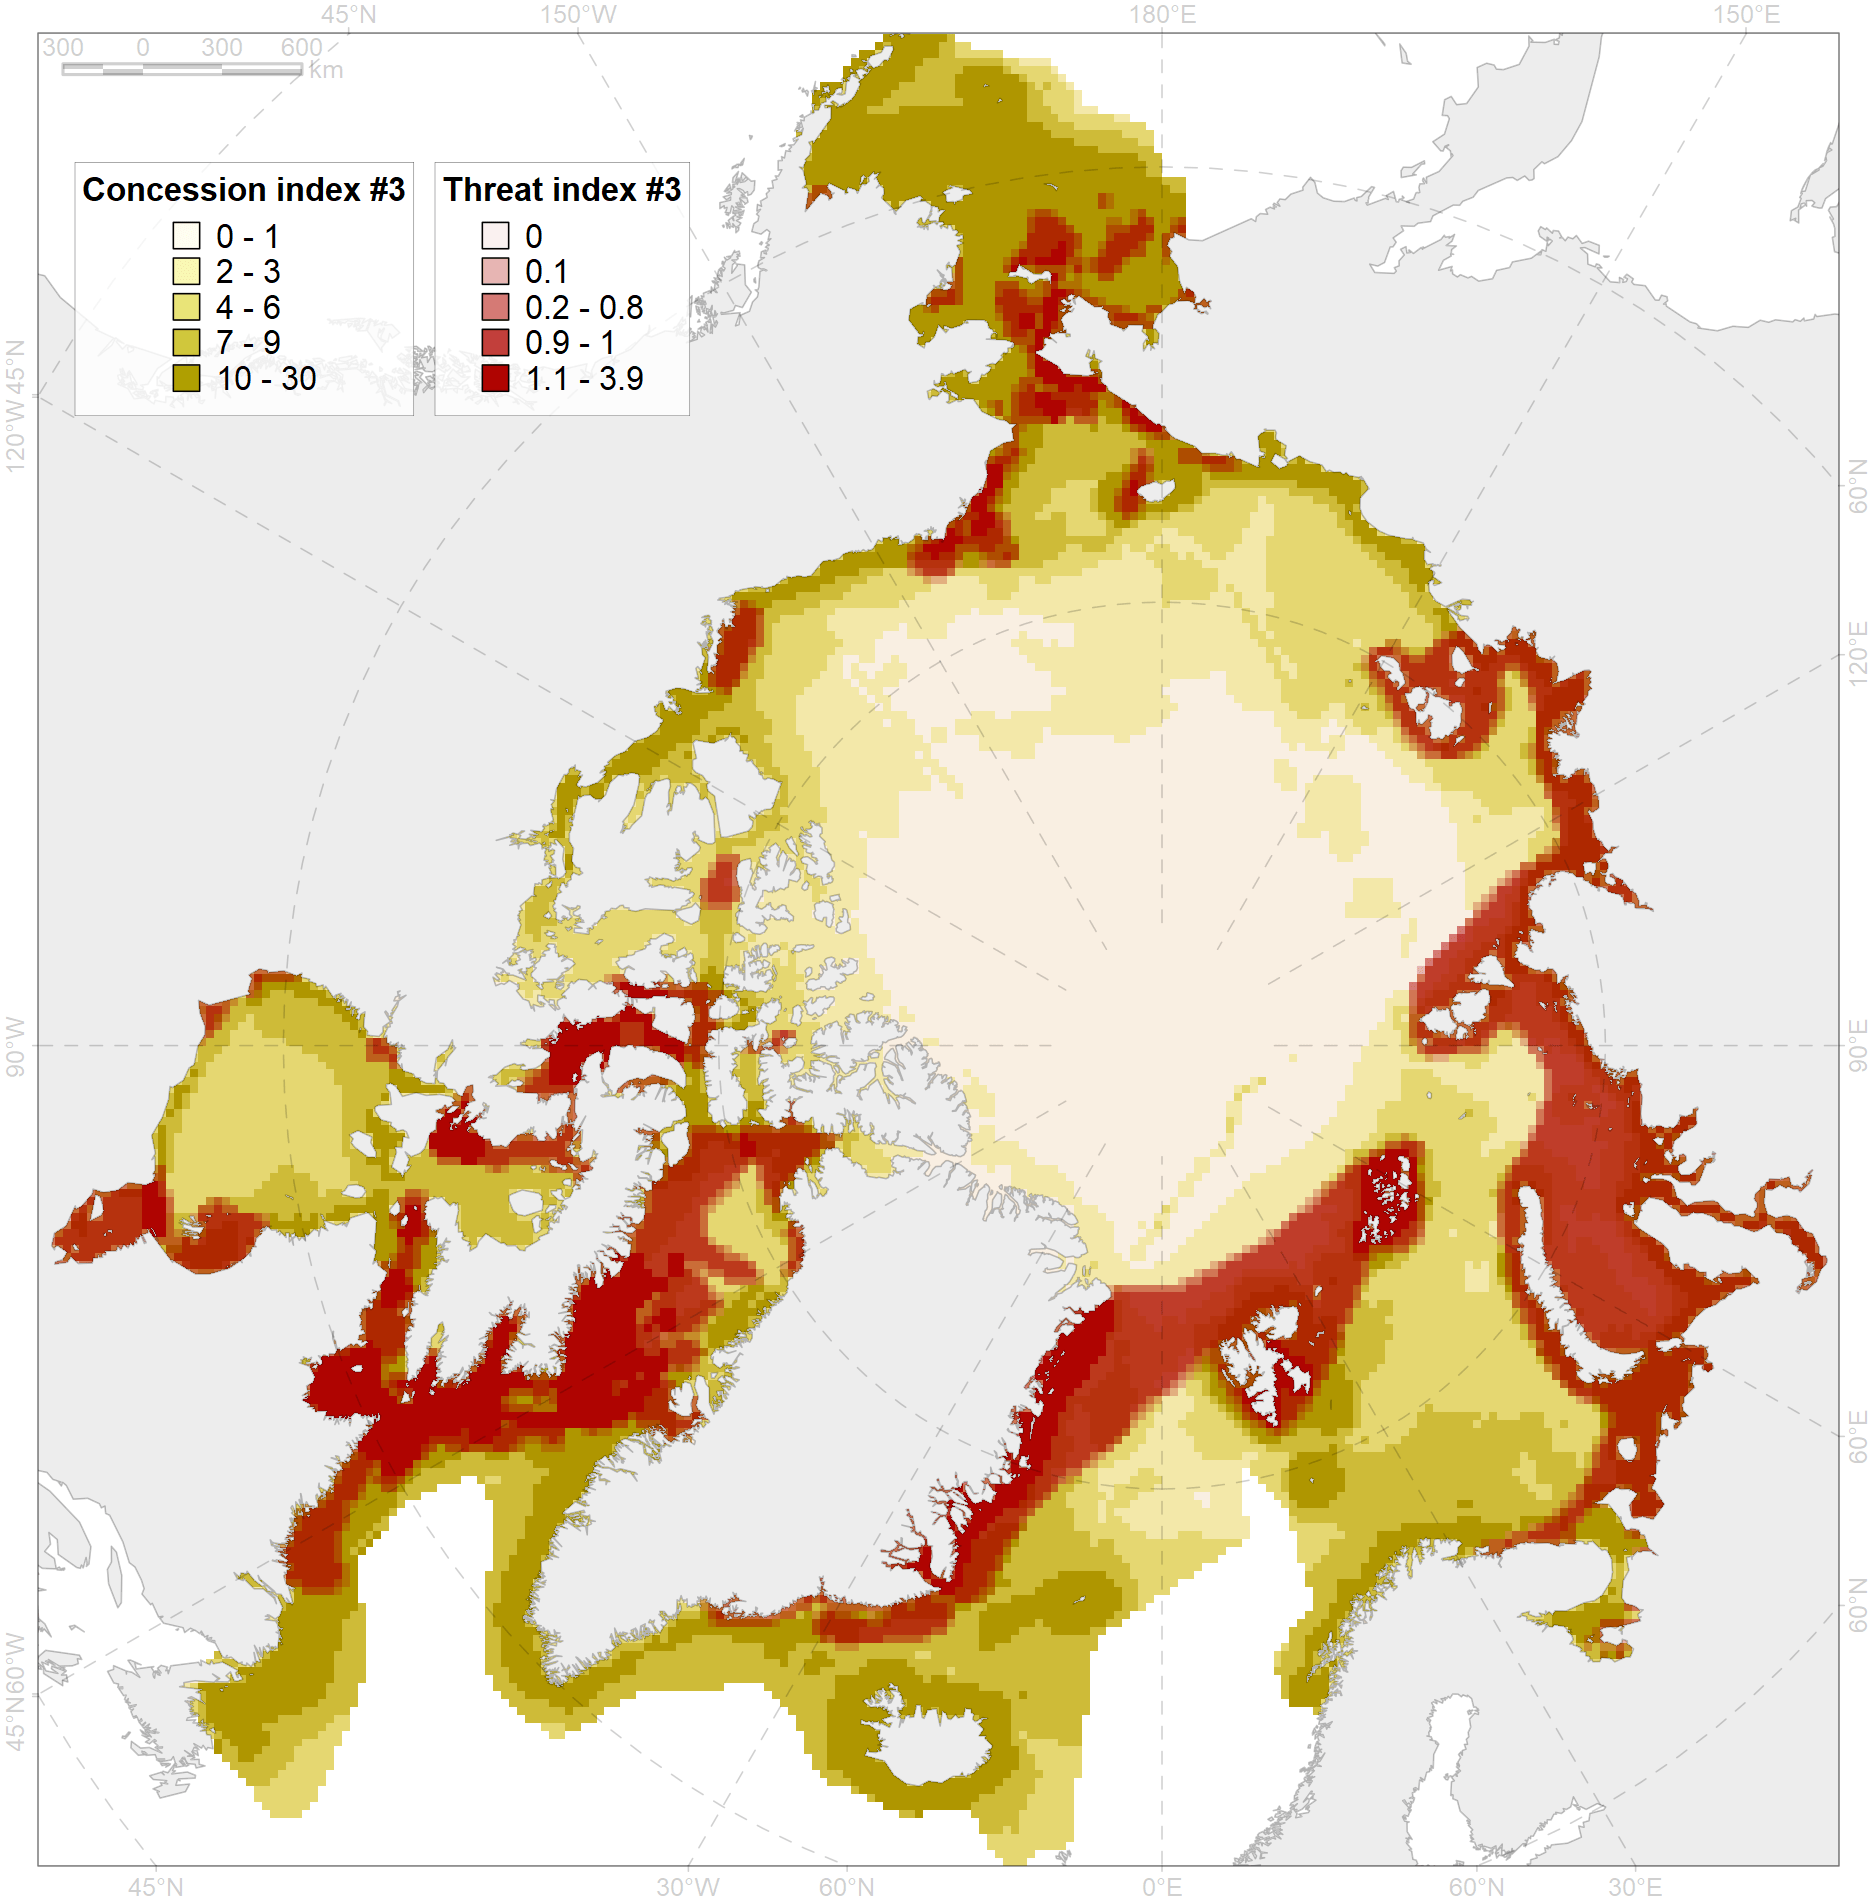 45°N 150°W 180°E 150°E
300 0 300 600
km
Concession index #3
0 - 1
2 - 3
4 - 6
7 - 9
10 - 30
Threat index #3
0
0.1
0.2 - 0.8
0.9 - 1
1.1 - 3.9
120°W 45°N
90°W
45°N 60°W
60°N
120°E
90°E
60°E
60°N
45°N 30°W 60°N 0°E 60°N 30°E